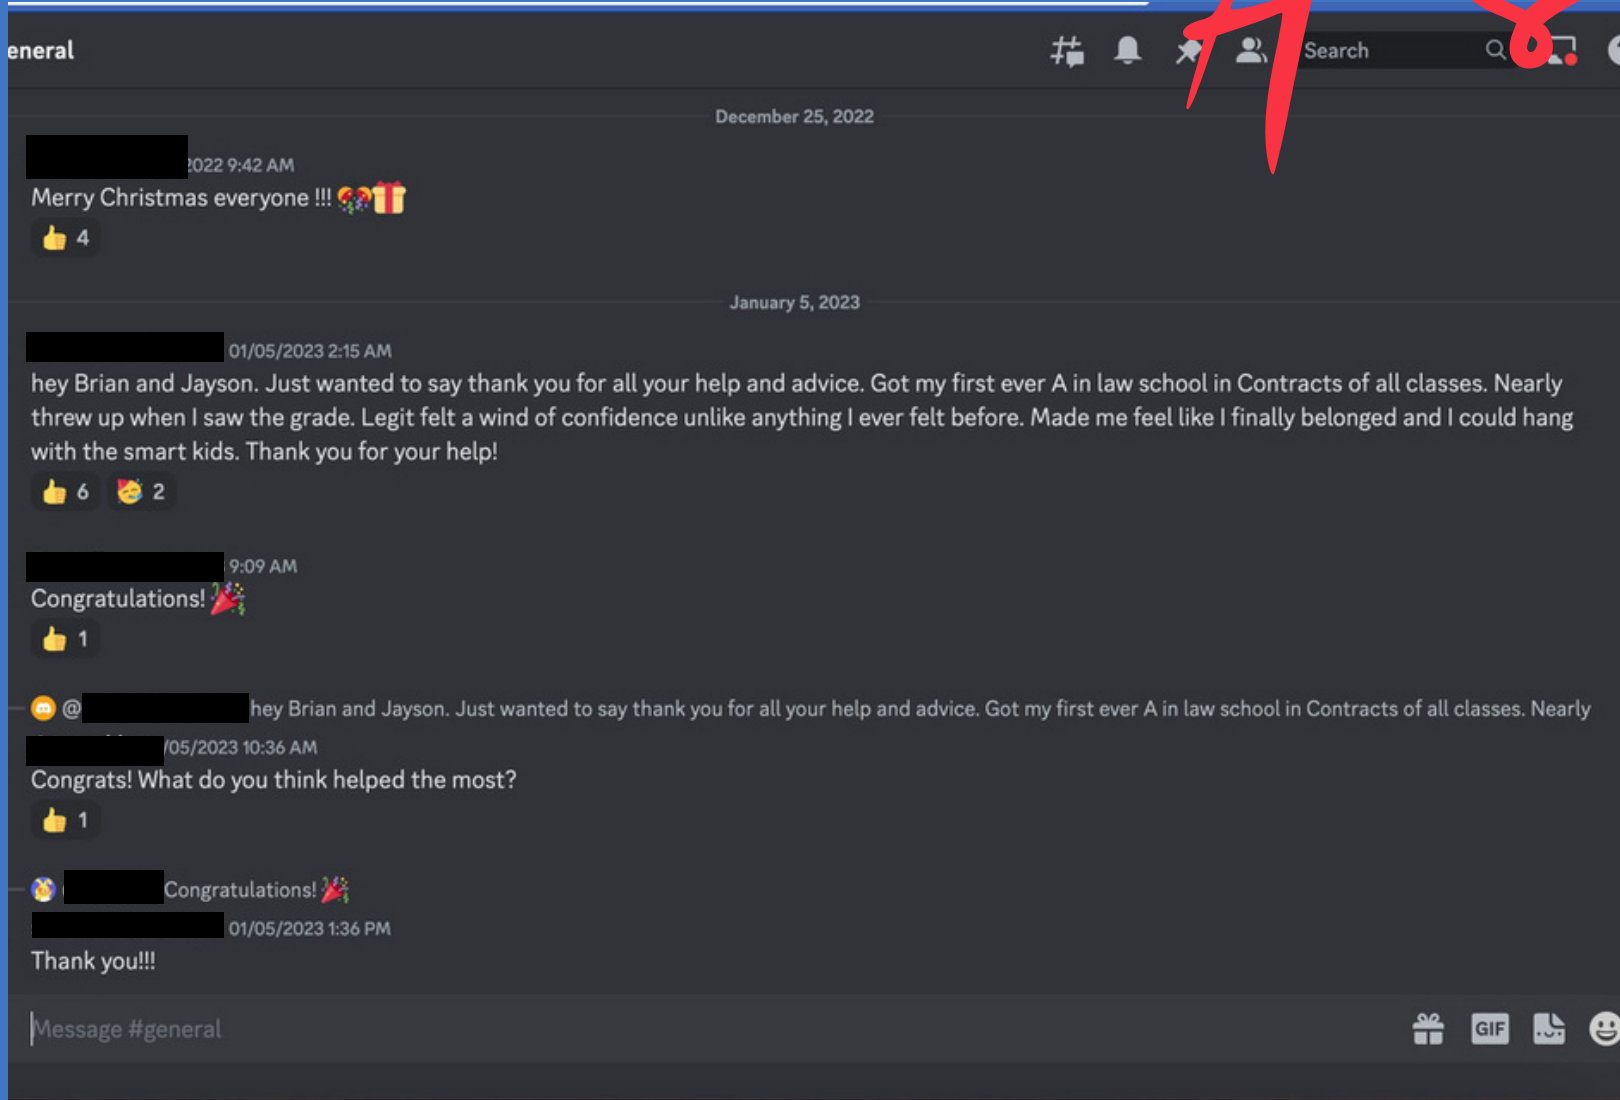 eneral
Search
December 25, 2022
2022 9:42 AM
Merry Christmas everyone !!!
4
January 5, 2023
01/05/2023 2:15 AM
hey Brian and Jayson. Just wanted to say thank you for all your help and advice. Got my first ever A in law school in Contracts of all classes. Nearly
threw up when I saw the grade. Legit felt a wind of confidence unlike anything I ever felt before. Made me feel like I finally belonged and I could hang
with the smart kids. Thank you for your help!
6 2
9:09 AM
Congratulations!
1
@ hey Brian and Jayson. Just wanted to say thank you for all your help and advice. Got my first ever A in law school in Contracts of all classes. Nearly
/05/2023 10:36 AM
Congrats! What do you think helped the most?
1
Congratulations!
01/05/2023 1:36 PM
Thank you!!!
Message #general
GIF